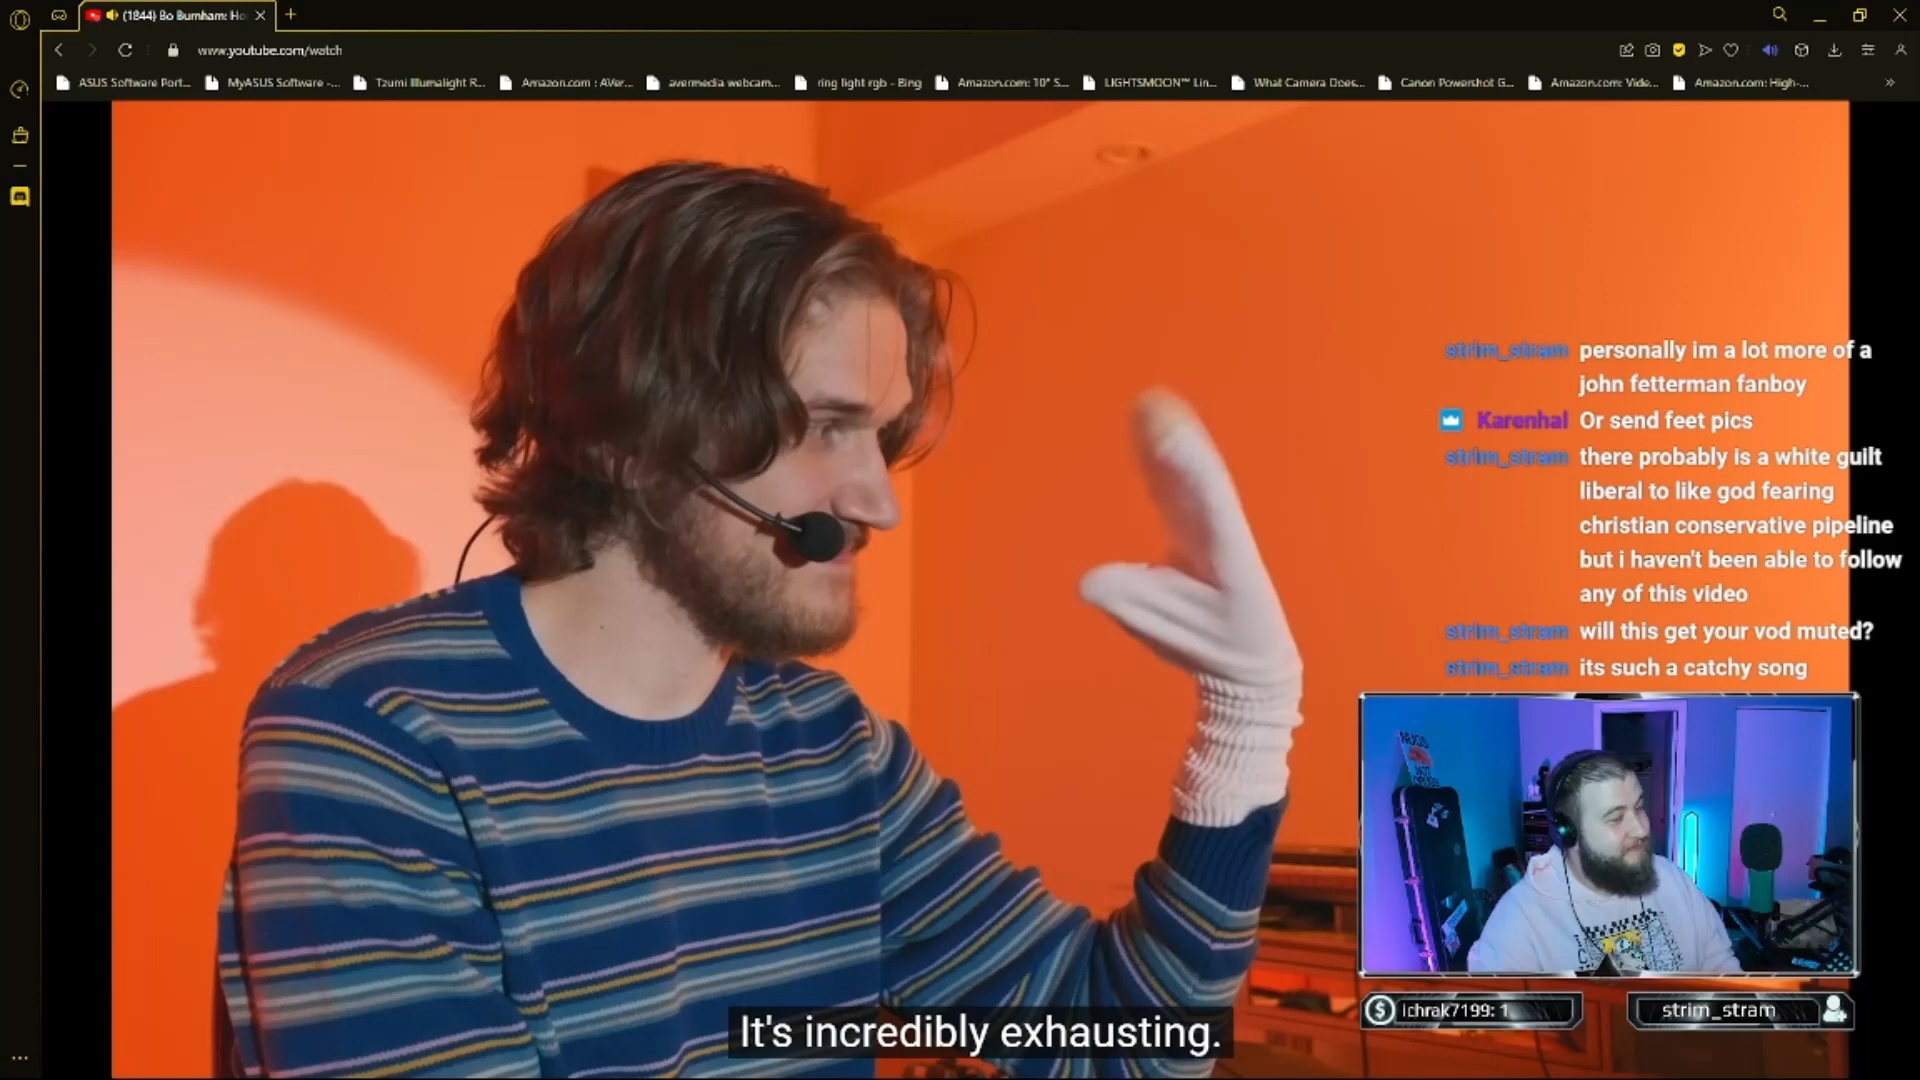 (1844) Bo Burnham: Ho
www.youtube.com/watch
ASUS Software Port...
MyASUS Software -...
Tzumi Illumalight R...
Amazon.com : AVer...
avermedia webcam...
ring light rgb - Bing
Amazon.com: 10" S...
LIGHTSMOON™ Lin...
What Camera Does...
Canon Powershot G...
Amazon.com: Vide...
Amazon.com: High-...
strim_stram personally im a lot more of a
john fetterman fanboy
Karenhal Or send feet pics
strim_stram there probably is a white guilt
liberal to like god fearing
christian conservative pipeline
but i haven't been able to follow
any of this video
strim_stram will this get your vod muted?
strim_stram its such a catchy song
ichrak7199: 1
strim_stram
It's incredibly exhausting.